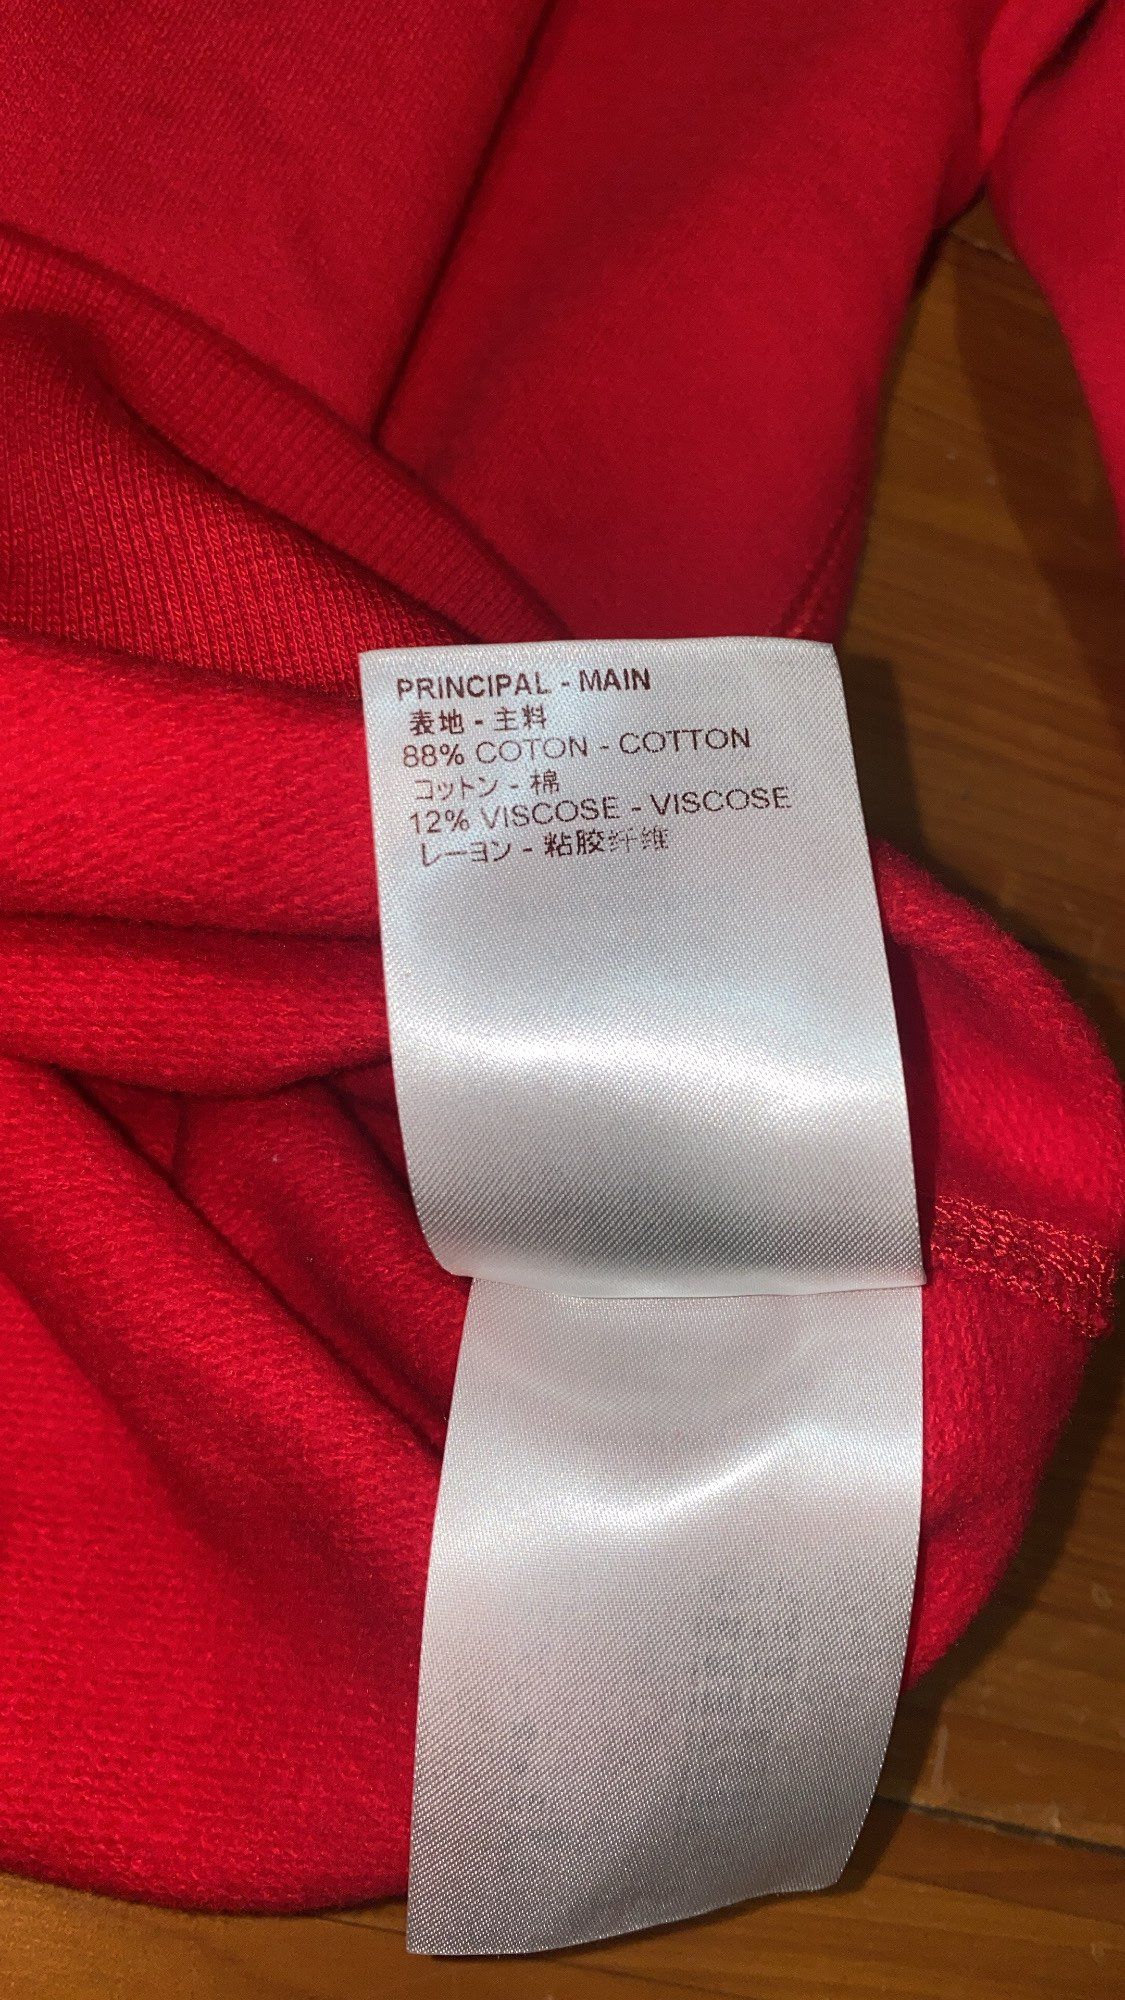 PRINCIPAL - MAIN
表地 - 主料
88% COTON - COTTON
コットン - 棉
12% VISCOSE - VISCOSE
レーヨン - 粘胶纤维